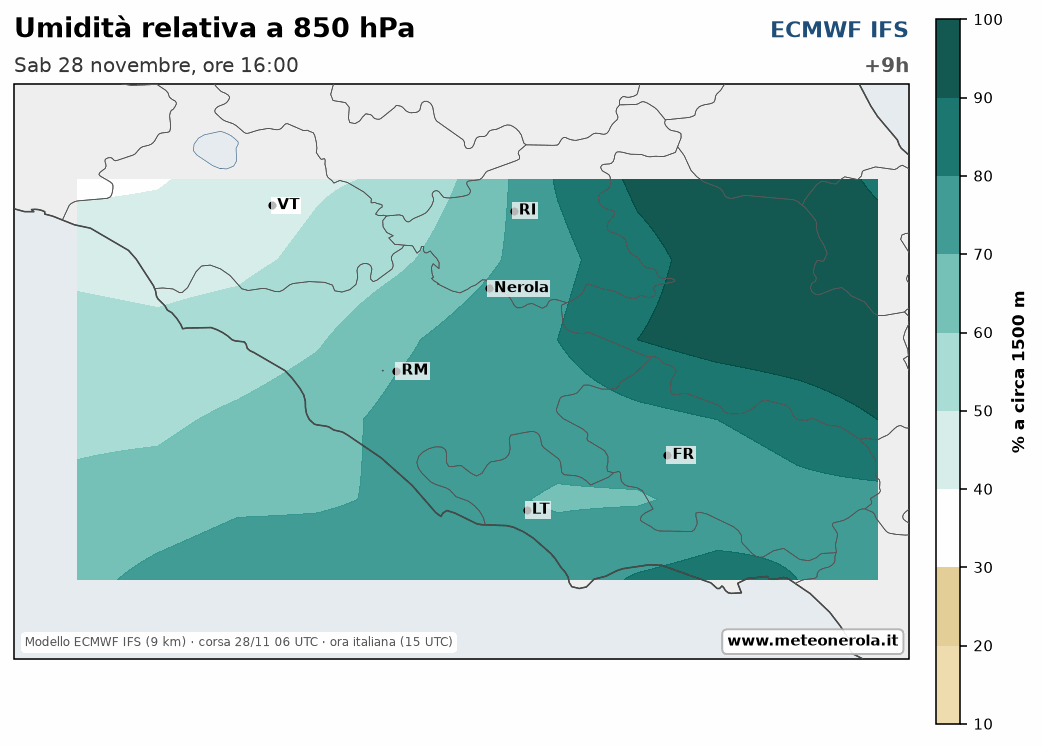 Umidità relativa a 850 hPa
ECMWF IFS
Sab 28 novembre, ore 16:00
+9h
100
90
80
70
60
50
40
30
20
10
% a circa 1500 m
VT
RI
Nerola
RM
FR
LT
Modello ECMWF IFS (9 km) · corsa 28/11 06 UTC · ora italiana (15 UTC)
www.meteonerola.it